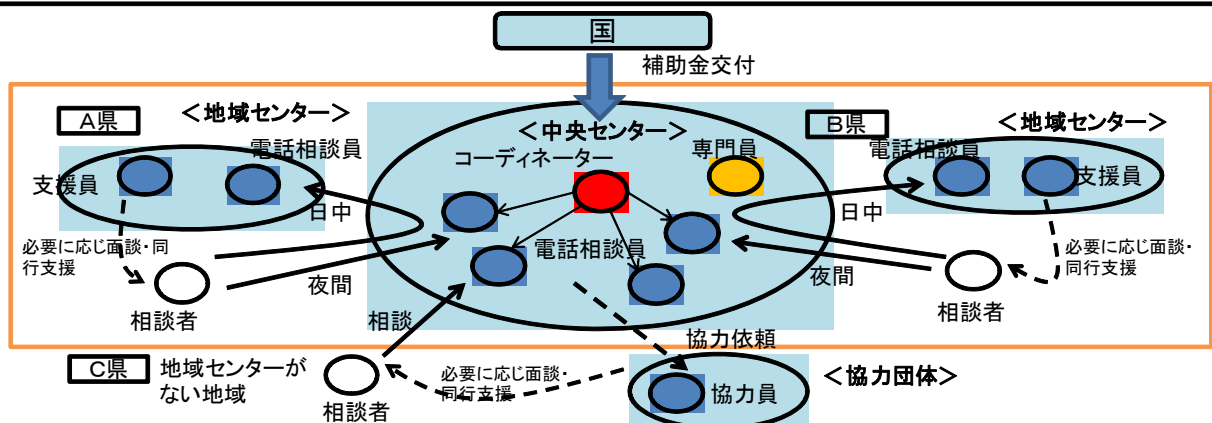 国
補助金交付
A県
＜地域センター＞
支援員
電話相談員
日中
必要に応じ面談・同
行支援
夜間
相談者
＜中央センター＞
コーディネーター
専門員
電話相談員
B県
＜地域センター＞
電話相談員
支援員
日中
必要に応じ面談・
同行支援
夜間
相談者
相談
協力依頼
C県
地域センターが
ない地域
相談者
必要に応じ面談・
同行支援
協力員
＜協力団体＞